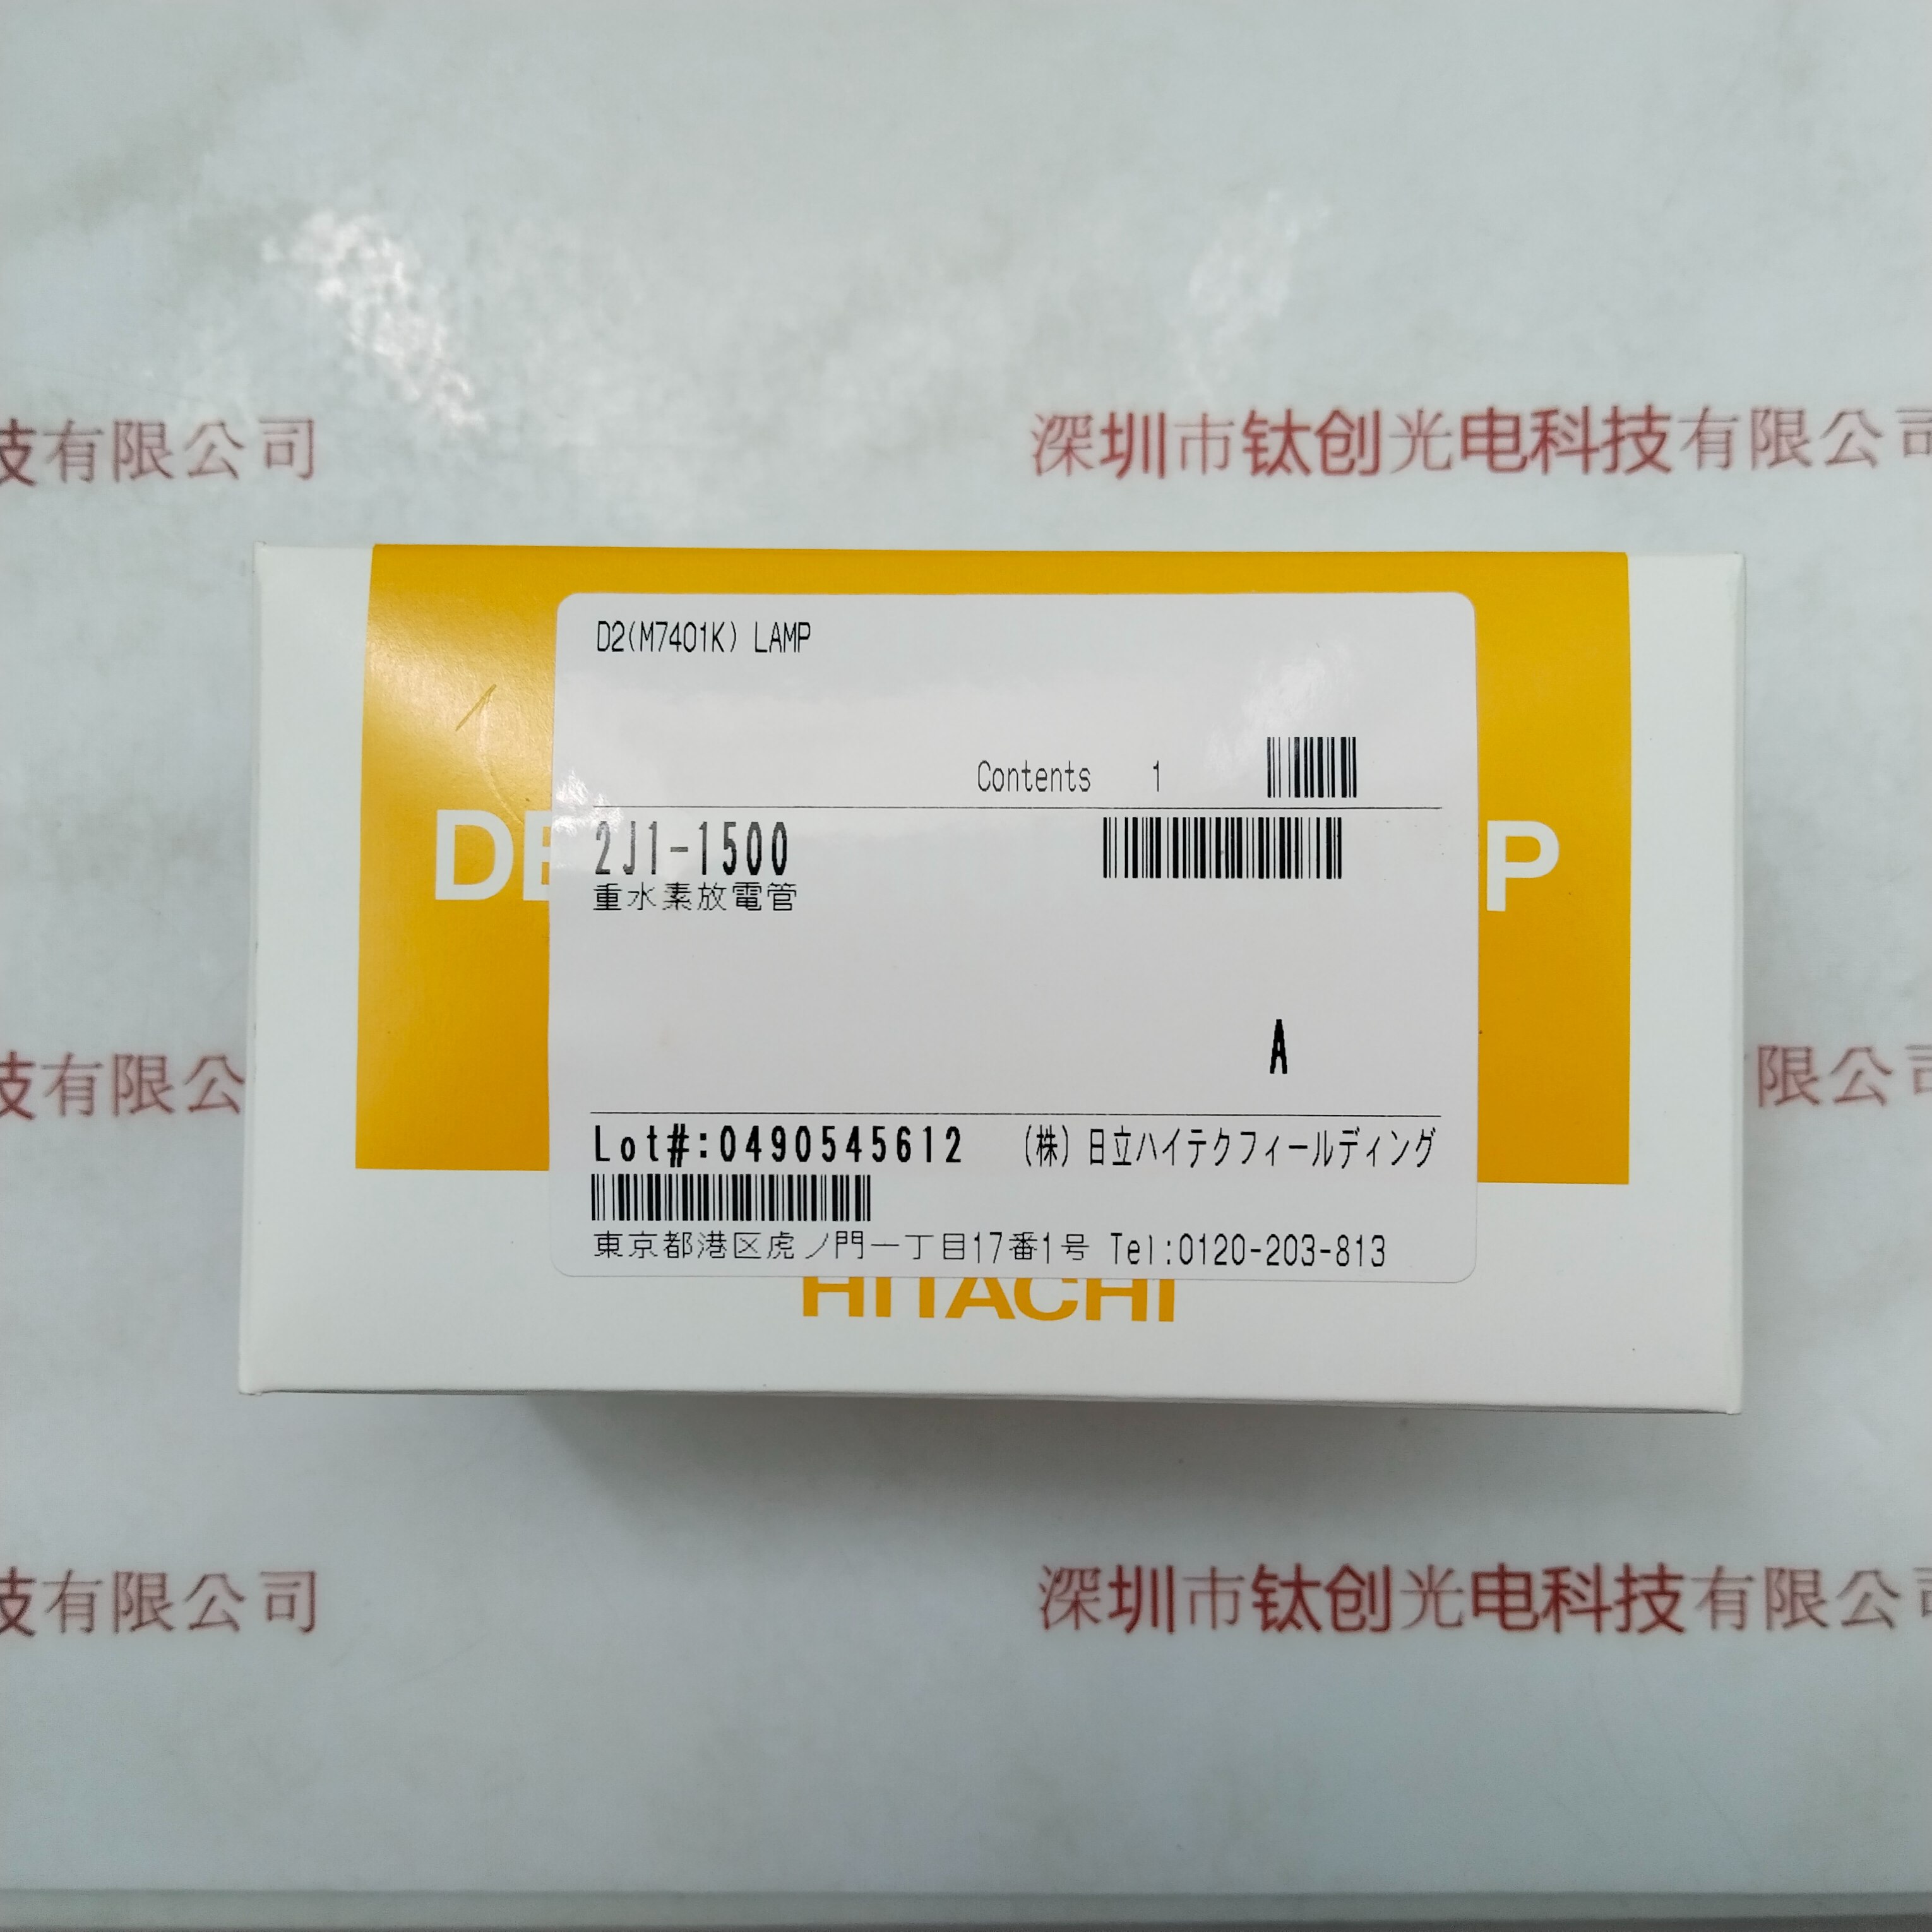 技有限公司
深圳市钛创光电科技有限公司
D2(M7401K) LAMP
Contents 1
2J1-1500
DE
P
重水素放電管
A
技有限公
限公司
Lot#:0490545612 (株)日立ハイテクフィールディング
東京都港区虎ノ門一丁目17番1号 Tel:0120-203-813
HITACHI
技有限公司
深圳市钛创光电科技有限公司